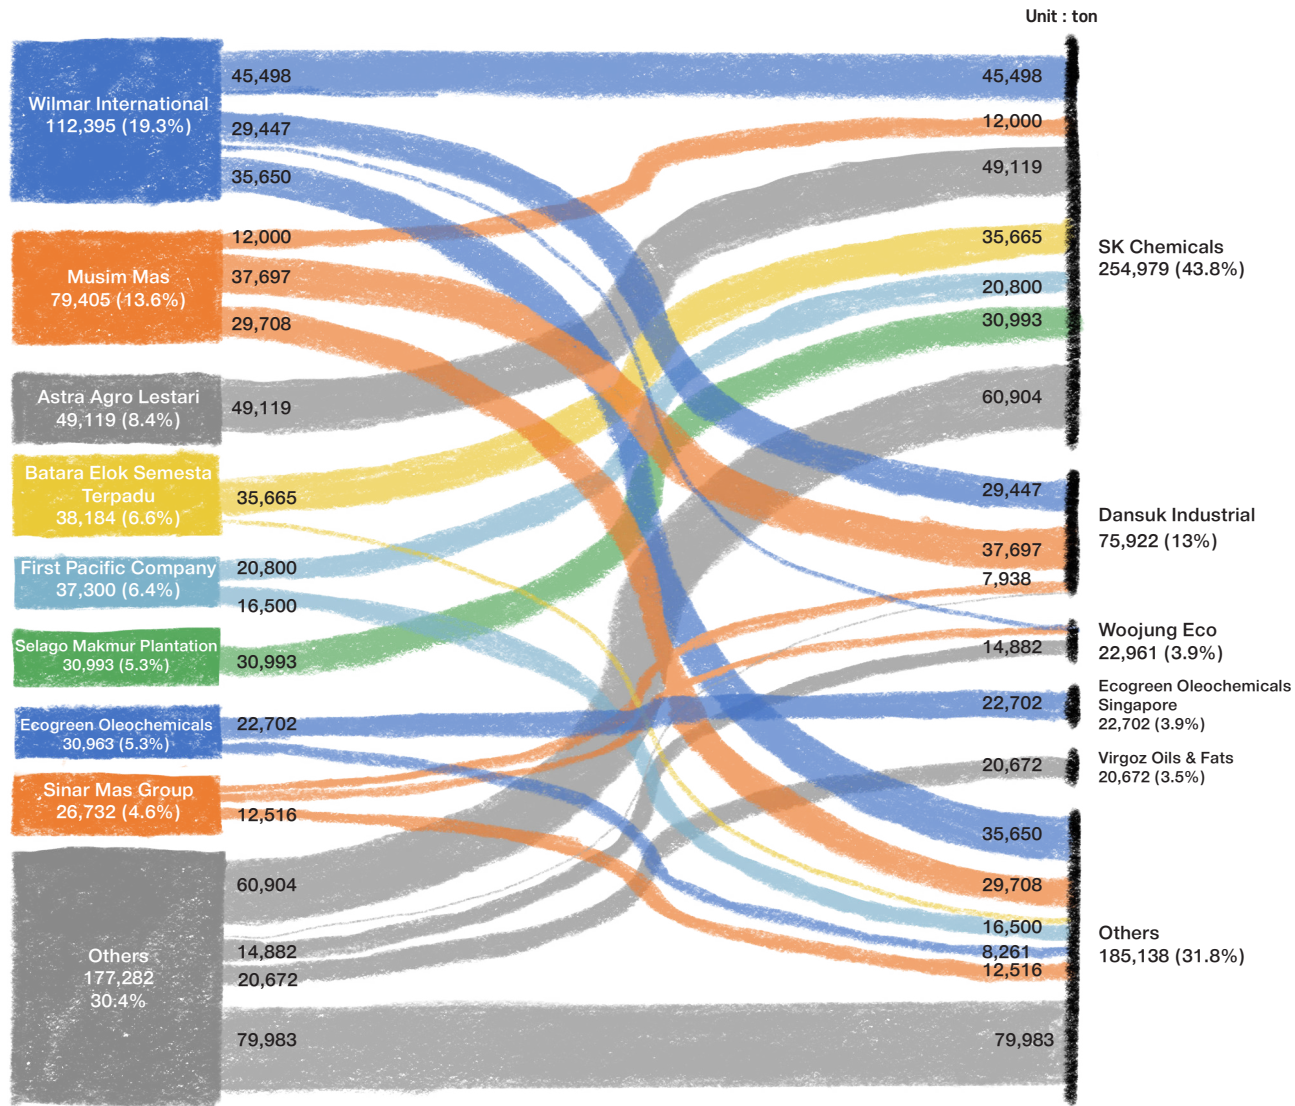 Unit : ton
Wilmar International
112,395 (19.3%)
45,498
29,447
35,650
Musim Mas
79,405 (13.6%)
12,000
37,697
29,708
Astra Agro Lestari
49,119 (8.4%)
49,119
Batara Elok Semesta
Terpadu
38,184 (6.6%)
35,665
First Pacific Company
37,300 (6.4%)
20,800
16,500
Selago Makmur Plantation
30,993 (5.3%)
30,993
Ecogreen Oleochemicals
30,963 (5.3%)
22,702
Sinar Mas Group
26,732 (4.6%)
12,516
Others
177,282
30.4%
60,904
14,882
20,672
79,983
45,498
12,000
49,119
35,665
20,800
30,993
60,904
SK Chemicals
254,979 (43.8%)
29,447
37,697
7,938
Dansuk Industrial
75,922 (13%)
14,882
Woojung Eco
22,961 (3.9%)
22,702
Ecogreen Oleochemicals
Singapore
22,702 (3.9%)
20,672
Virgoz Oils & Fats
20,672 (3.5%)
35,650
29,708
16,500
8,261
12,516
79,983
Others
185,138 (31.8%)